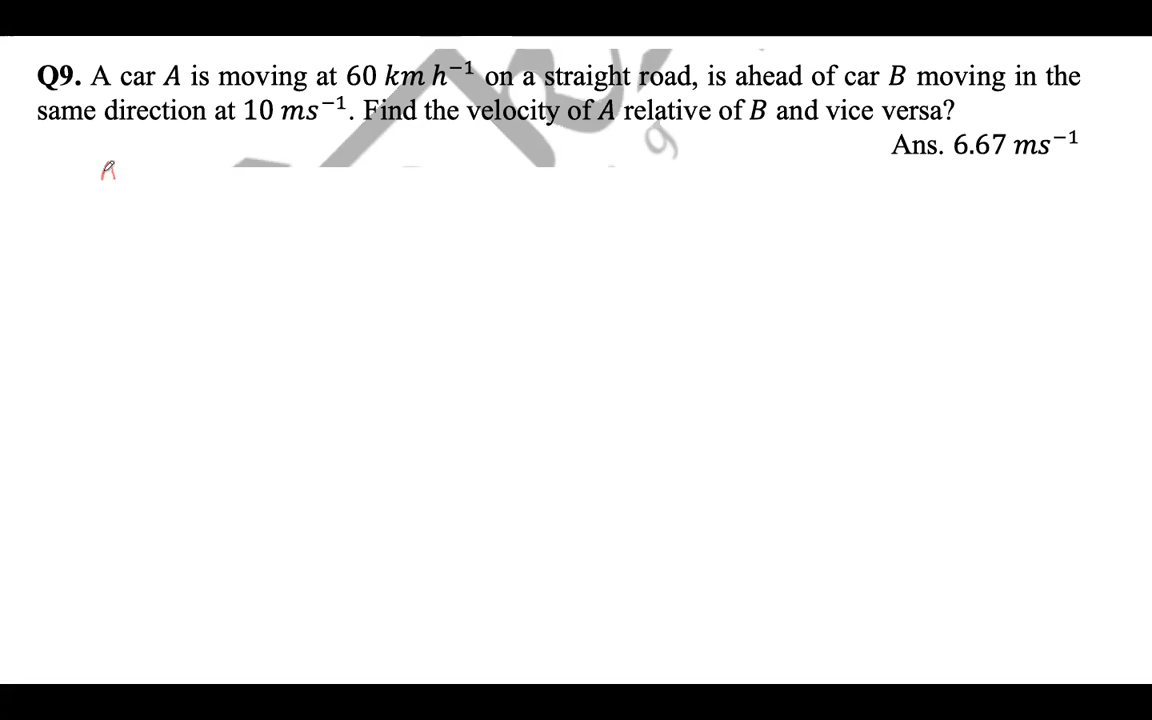 Q9. A car A is moving at 60 km h⁻¹ on a straight road, is ahead of car B moving in the
same direction at 10 ms⁻¹. Find the velocity of A relative of B and vice versa?
Ans. 6.67 ms⁻¹
A